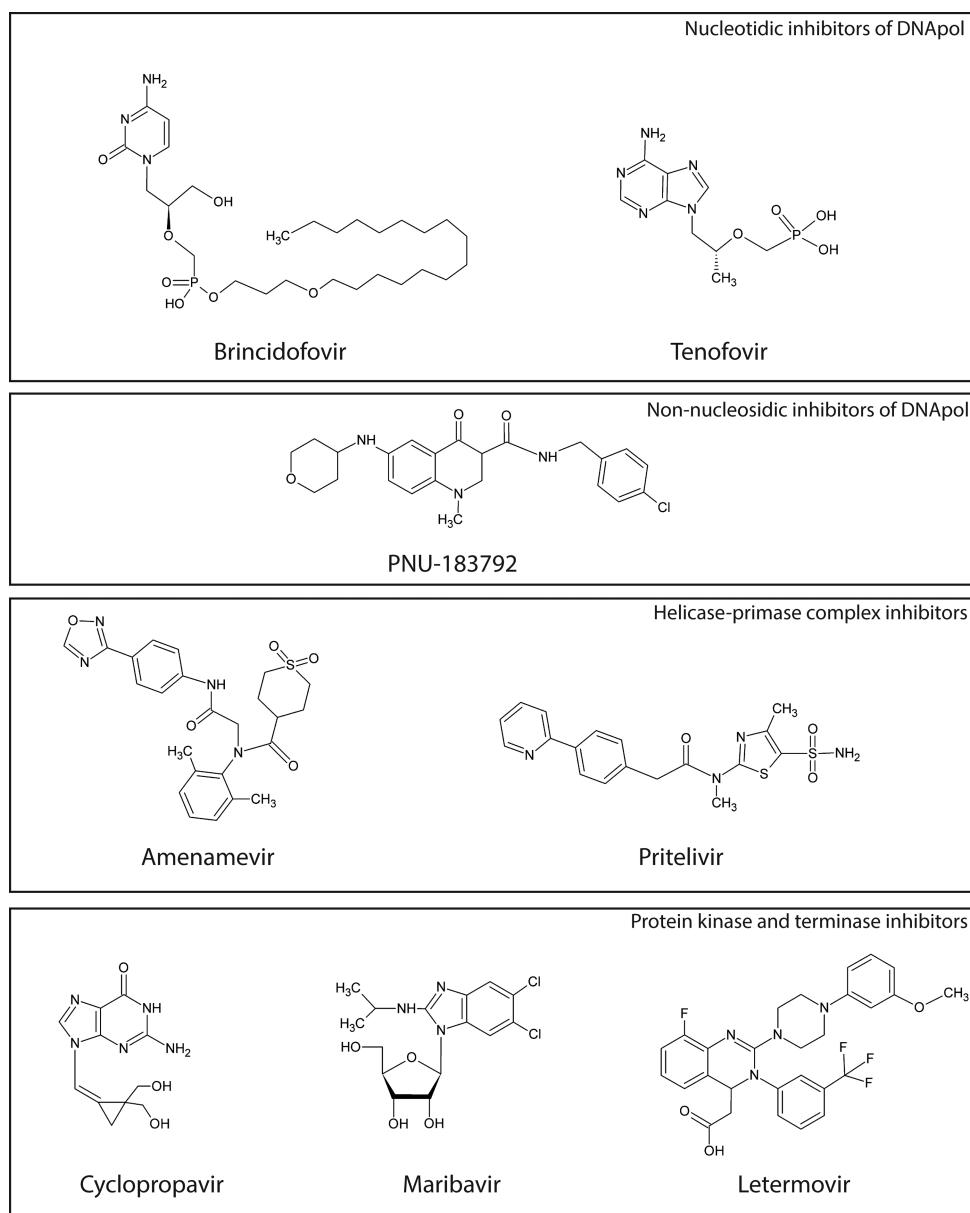 Nucleotidic inhibitors of DNApol
NH₂
N
O
N
OH
O
H₃C
O
P
HO
O
O
Brincidofovir
NH₂
N
N
N
N
O
O
P
OH
OH
CH₃
Tenofovir
Non-nucleosidic inhibitors of DNApol
O
NH
O
O
NH
N
H₃C
Cl
PNU-183792
Helicase-primase complex inhibitors
O
N
N
NH
O
O
S
O
H₃C
N
O
CH₃
Amenamevir
N
O
N
CH₃
N
CH₃
S
O
S
NH₂
O
Pritelivir
Protein kinase and terminase inhibitors
O
N
NH
N
N
NH₂
OH
OH
Cyclopropavir
H₃C
NH
CH₃
N
Cl
Cl
N
HO
O
OH
OH
Maribavir
F
N
N
N
O
CH₃
N
F
F
F
O
OH
Letermovir